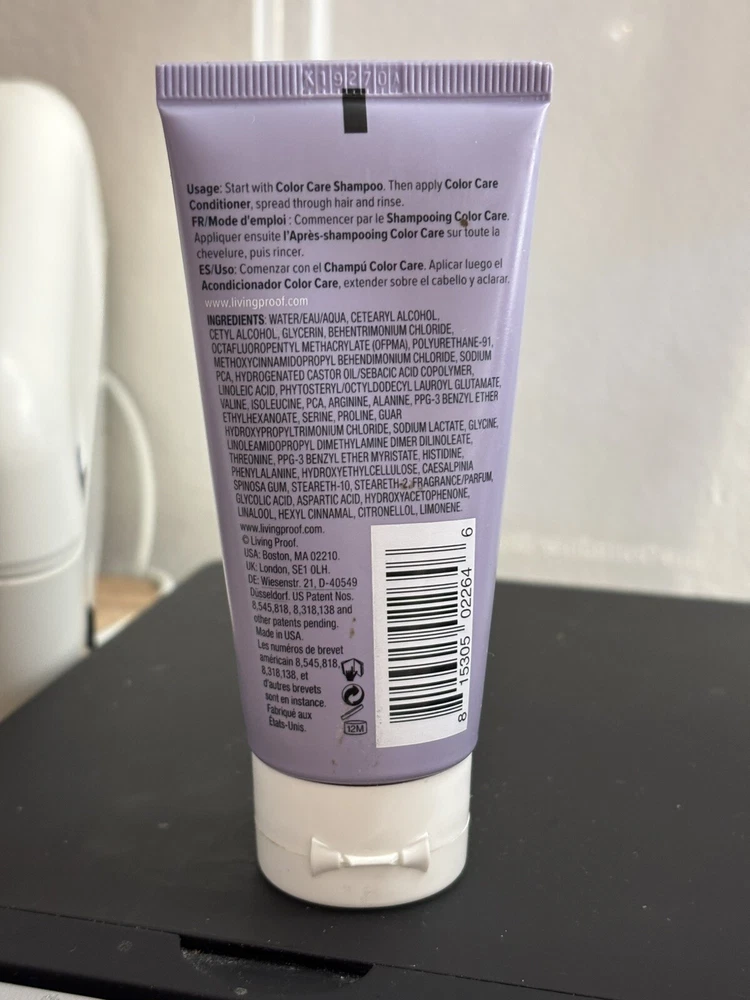 X19270A
Usage: Start with Color Care Shampoo. Then apply Color Care
Conditioner, spread through hair and rinse.
FR/Mode d'emploi : Commencer par le Shampooing Color Care.
Appliquer ensuite l'Après-shampooing Color Care sur toute la
chevelure, puis rincer.
ES/Uso: Comenzar con el Champú Color Care. Aplicar luego el
Acondicionador Color Care, extender sobre el cabello y aclarar.
www.livingproof.com
INGREDIENTS: WATER/EAU/AQUA, CETEARYL ALCOHOL,
CETYL ALCOHOL, GLYCERIN, BEHENTRIMONIUM CHLORIDE,
OCTAFLUOROPENTYL METHACRYLATE (OFPMA), POLYURETHANE-91,
METHOXYCINNAMIDOPROPYL BEHENDIMONIUM CHLORIDE, SODIUM
PCA, HYDROGENATED CASTOR OIL/SEBACIC ACID COPOLYMER,
LINOLEIC ACID, PHYTOSTERYL/OCTYLDODECYL LAUROYL GLUTAMATE,
VALINE, ISOLEUCINE, PCA, ARGININE, ALANINE, PPG-3 BENZYL ETHER
ETHYLHEXANOATE, SERINE, PROLINE, GUAR
HYDROXYPROPYLTRIMONIUM CHLORIDE, SODIUM LACTATE, GLYCINE,
LINOLEAMIDOPROPYL DIMETHYLAMINE DIMER DILINOLEATE,
THREONINE, PPG-3 BENZYL ETHER MYRISTATE, HISTIDINE,
PHENYLALANINE, HYDROXYETHYLCELLULOSE, CAESALPINIA
SPINOSA GUM, STEARETH-10, STEARETH-2, FRAGRANCE/PARFUM,
GLYCOLIC ACID, ASPARTIC ACID, HYDROXYACETOPHENONE,
LINALOOL, HEXYL CINNAMAL, CITRONELLOL, LIMONENE.
www.livingproof.com.
© Living Proof.
USA: Boston, MA 02210.
UK: London, SE1 0LH.
DE: Wiesenstr. 21, D-40549
Düsseldorf. US Patent Nos.
8,545,818, 8,318,138 and
other patents pending.
Made in USA.
Les numéros de brevet
américain 8,545,818,
8,318,138, et
d'autres brevets
sont en instance.
Fabriqué aux
États-Unis.
12M
8 15305 02264 6